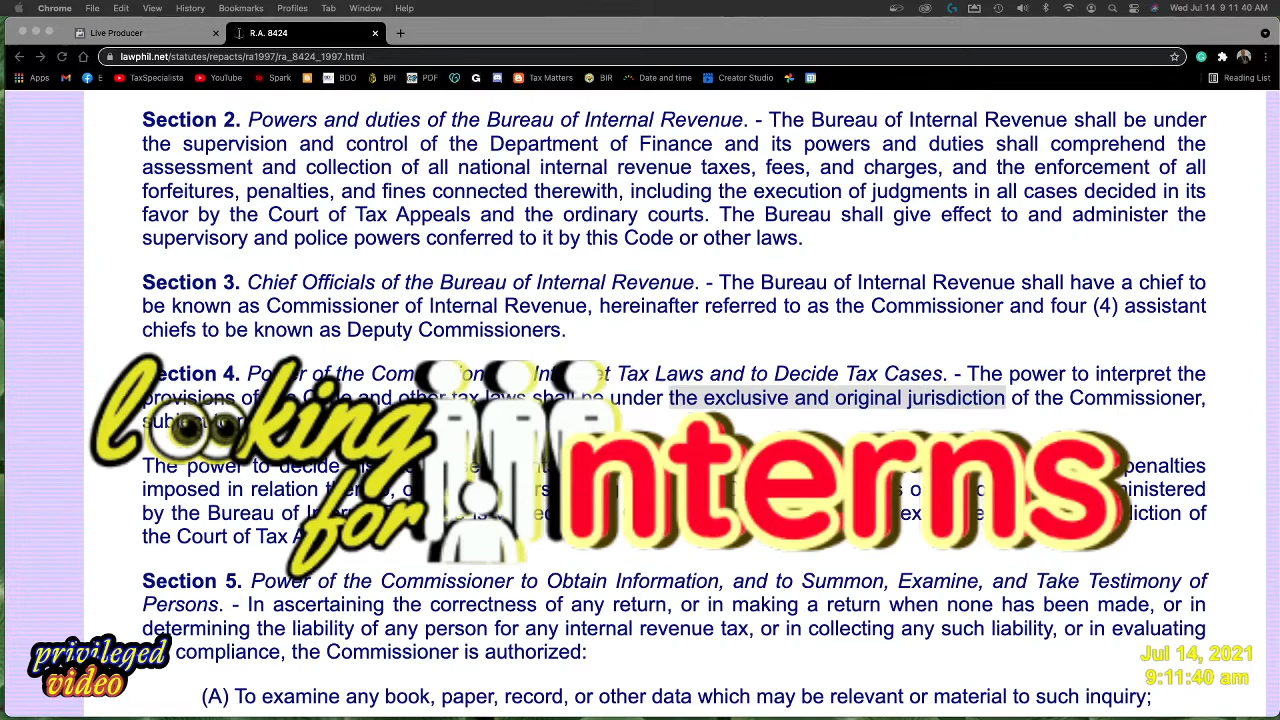 Chrome File Edit View History Bookmarks Profiles Tab Window Help Wed Jul 14 9:11:40 AM
Live Producer × R.A. 8424 × +
lawphil.net/statutes/repacts/ra1997/ra_8424_1997.html
Apps E TaxSpecialista YouTube Spark BDO BPI PDF Tax Matters BIR Date and time Creator Studio Reading List
Section 2. Powers and duties of the Bureau of Internal Revenue. - The Bureau of Internal Revenue shall be under
the supervision and control of the Department of Finance and its powers and duties shall comprehend the
assessment and collection of all national internal revenue taxes, fees, and charges, and the enforcement of all
forfeitures, penalties, and fines connected therewith, including the execution of judgments in all cases decided in its
favor by the Court of Tax Appeals and the ordinary courts. The Bureau shall give effect to and administer the
supervisory and police powers conferred to it by this Code or other laws.
Section 3. Chief Officials of the Bureau of Internal Revenue. - The Bureau of Internal Revenue shall have a chief to
be known as Commissioner of Internal Revenue, hereinafter referred to as the Commissioner and four (4) assistant
chiefs to be known as Deputy Commissioners.
Section 4. of the Tax Laws and to Decide Tax Cases. - The power to interpret the
provisions of and other tax laws shall be under the exclusive and original jurisdiction of the Commissioner,
looking for Interns
The power to decide penalties
imposed in relation
by the Bureau of of
the Court of Tax
Section 5. Power of the Commissioner to Obtain Information, and to Summon, Examine, and Take Testimony of
Persons. - In ascertaining the correctness of any return, or in making a return when none has been made, or in
determining the liability of any person for any internal revenue tax, or in collecting any such liability, or in evaluating
compliance, the Commissioner is authorized:
(A) To examine any book, paper, record, or other data which may be relevant or material to such inquiry;
privileged
video
Jul 14, 2021
9:11:40 am